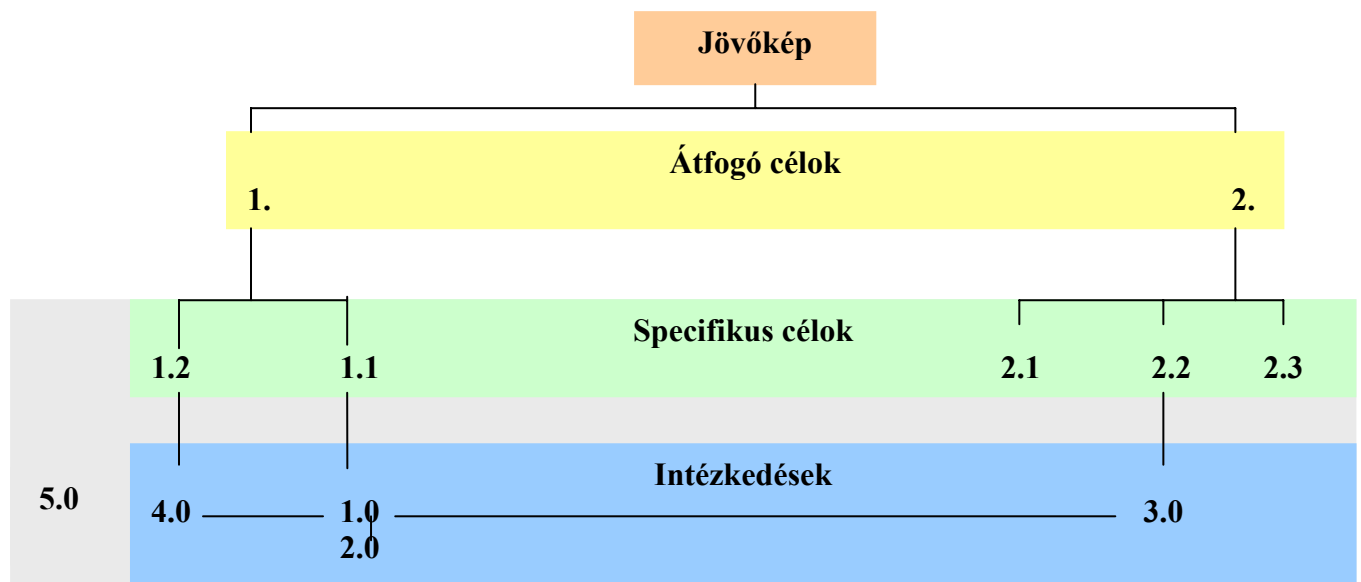 Jövőkép
Átfogó célok
1. 2.
Specifikus célok
1.2 1.1 2.1 2.2 2.3
Intézkedések
5.0 4.0 1.0 3.0
2.0